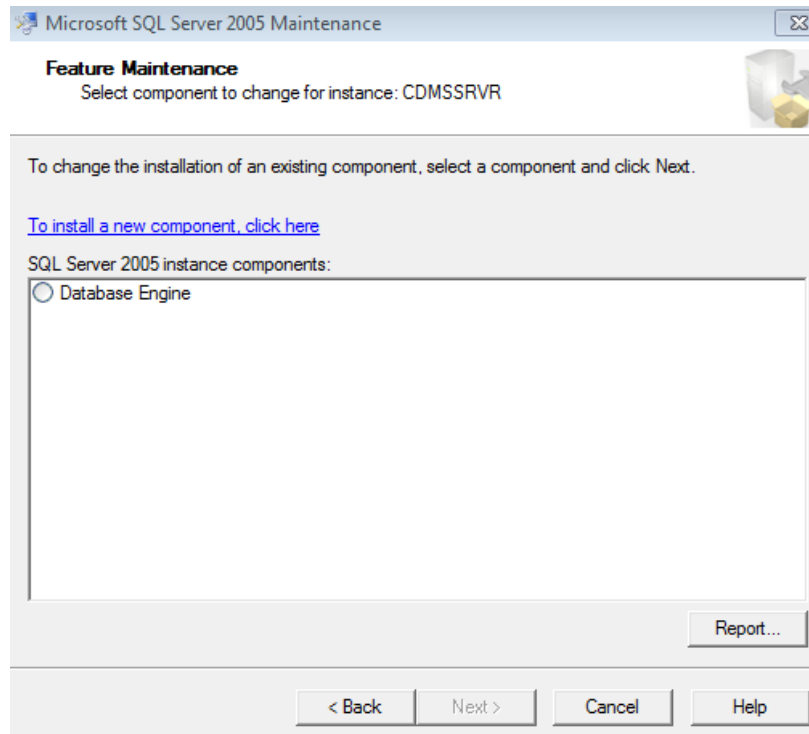 Microsoft SQL Server 2005 Maintenance
Feature Maintenance
Select component to change for instance: CDMSSRVR
To change the installation of an existing component, select a component and click Next.
To install a new component, click here
SQL Server 2005 instance components:
Database Engine
Report...
< Back
Next >
Cancel
Help